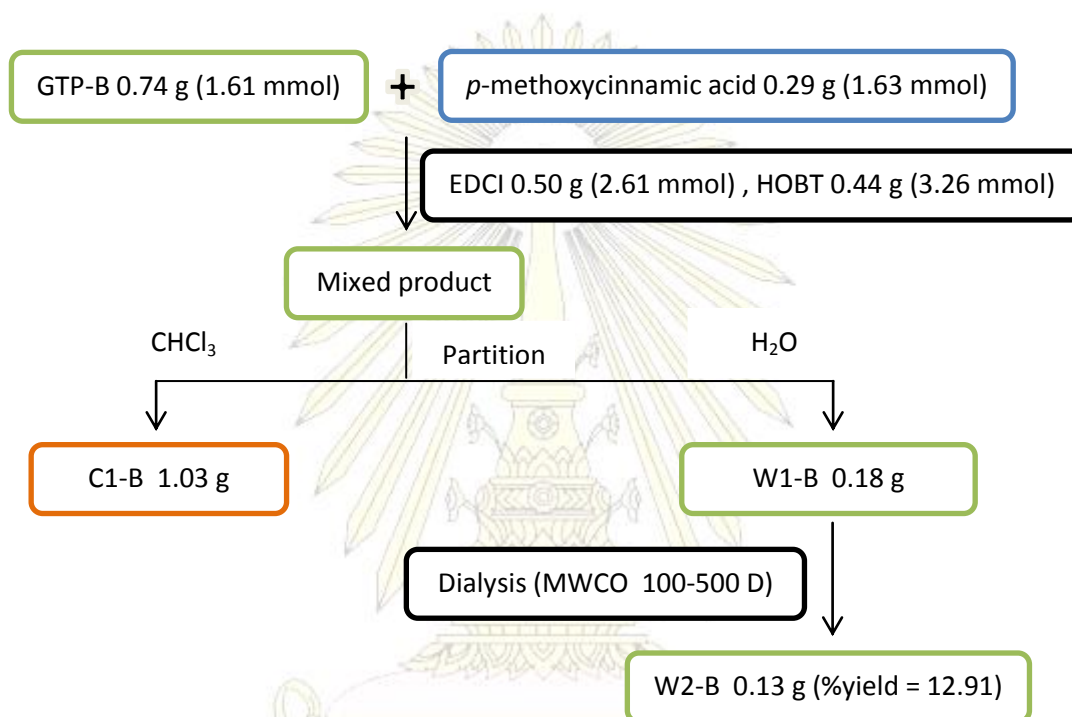 GTP-B 0.74 g (1.61 mmol)
+
p-methoxycinnamic acid 0.29 g (1.63 mmol)
EDCI 0.50 g (2.61 mmol) , HOBT 0.44 g (3.26 mmol)
Mixed product
CHCl₃
Partition
H₂O
C1-B 1.03 g
W1-B 0.18 g
Dialysis (MWCO 100-500 D)
W2-B 0.13 g (%yield = 12.91)